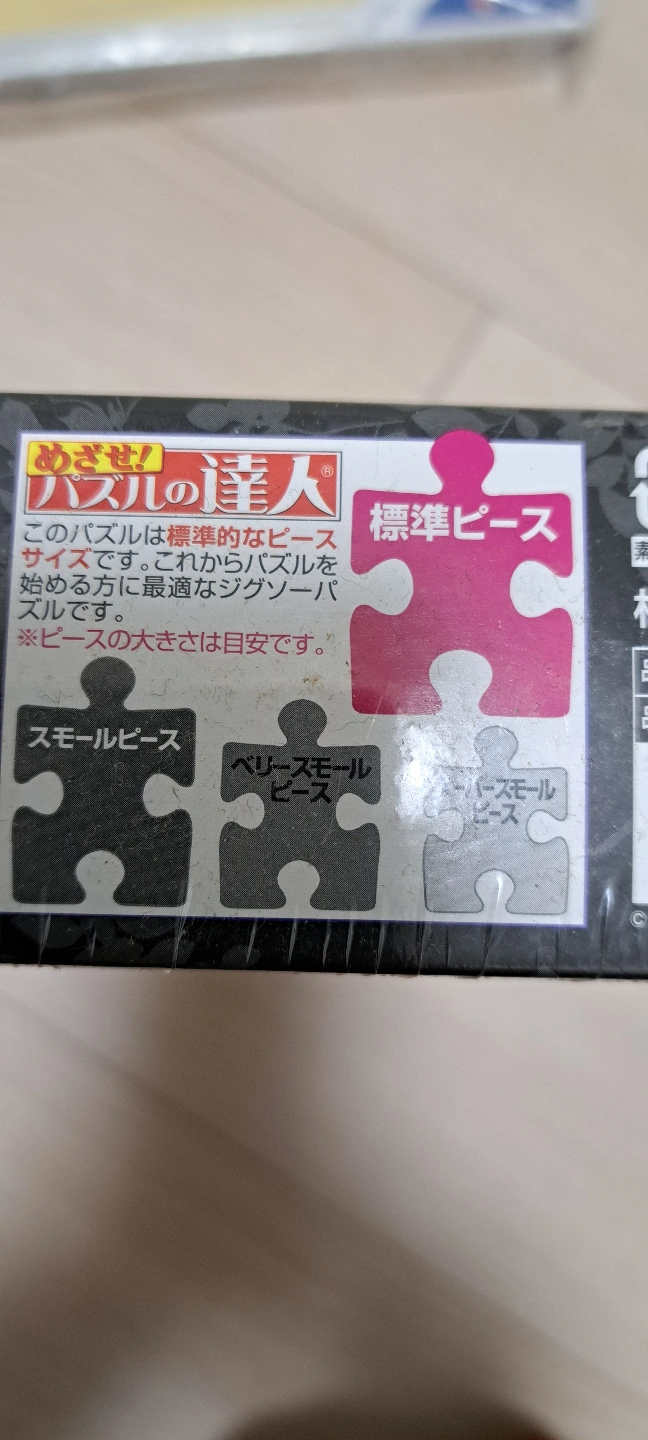 めざせ!
パズルの達人®
このパズルは標準的なピース
サイズです。これからパズルを
始める方に最適なジグソーパ
ズルです。
※ピースの大きさは目安です。
標準ピース
スモールピース
ベリースモール
ピース
スーパースモール
ピース
©